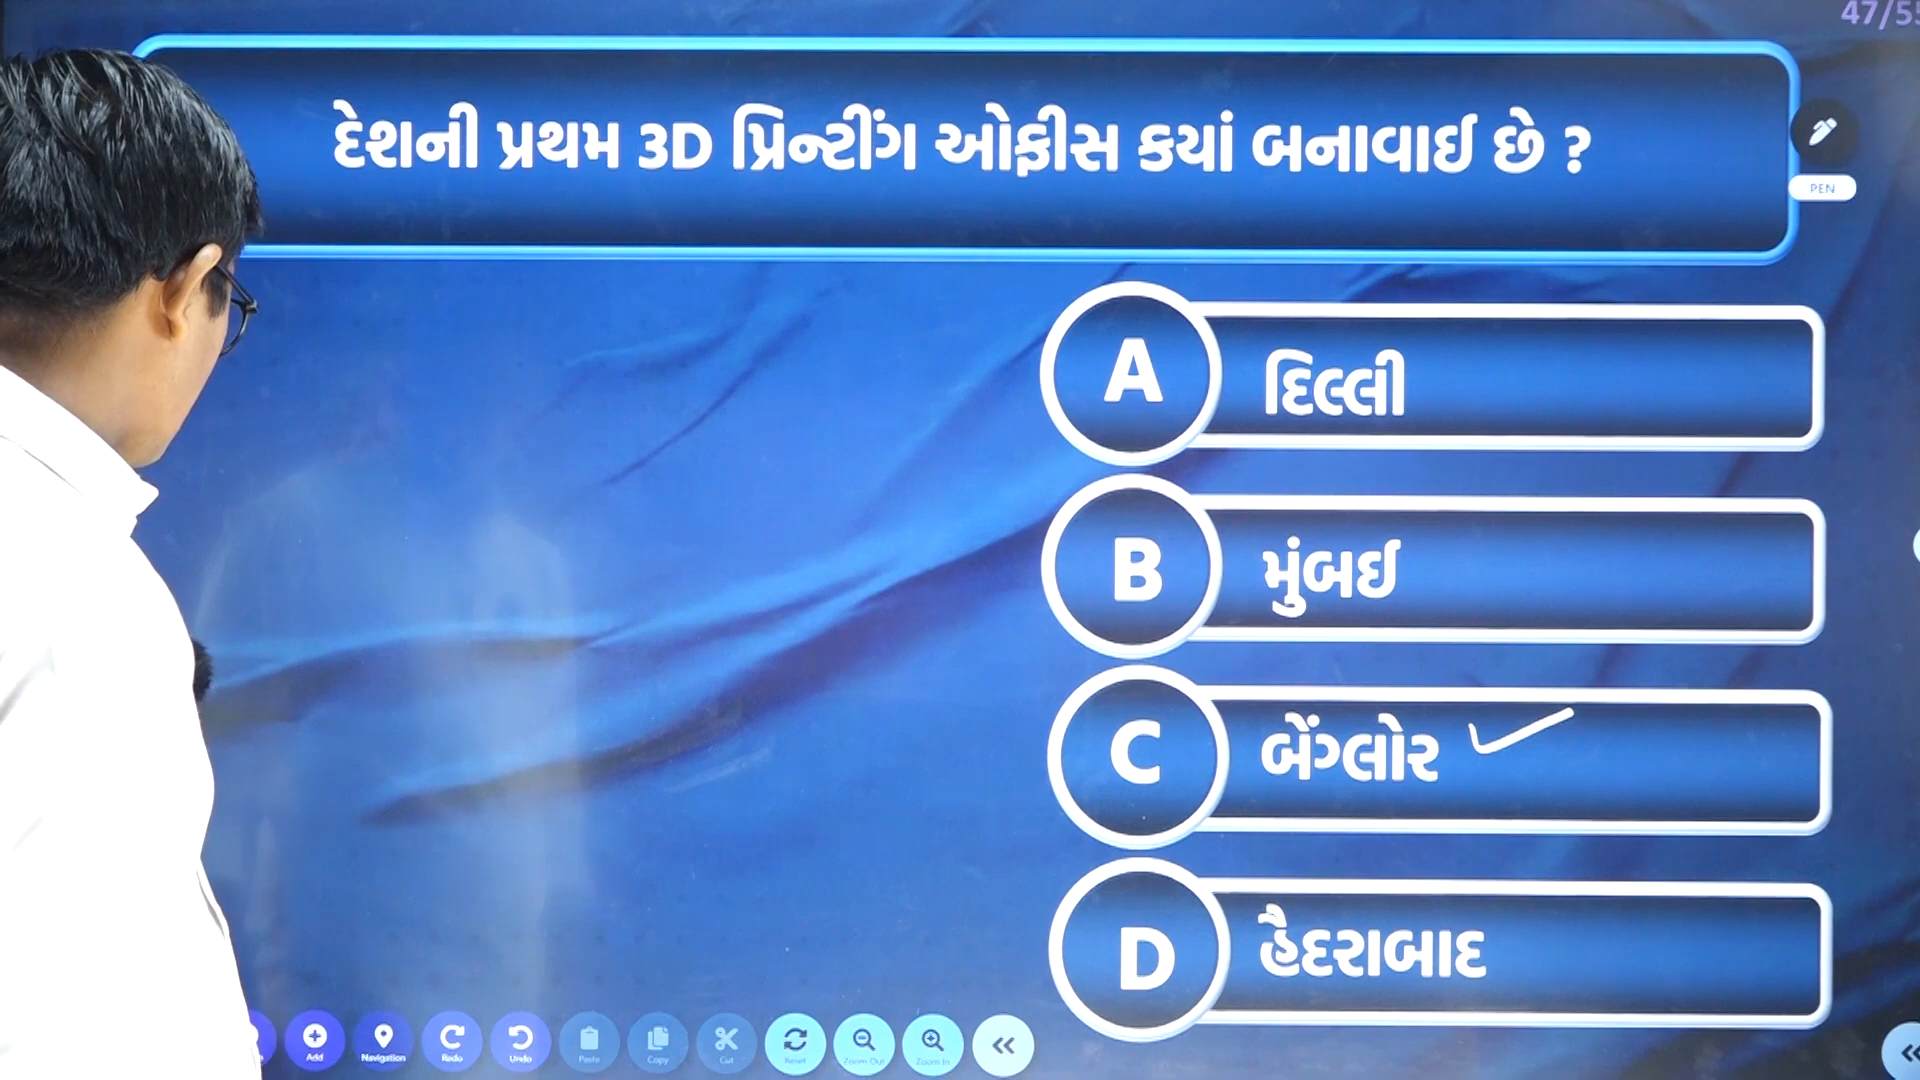 47/55
દેશની પ્રથમ 3D પ્રિન્ટીંગ ઓફીસ કયાં બનાવાઈ છે ?
PEN
A દિલ્લી
B મુંબઈ
C બેંગ્લોર
D હૈદરાબાદ
Add Navigation Redo Undo Paste Copy Cut Reset Zoom Out Zoom In